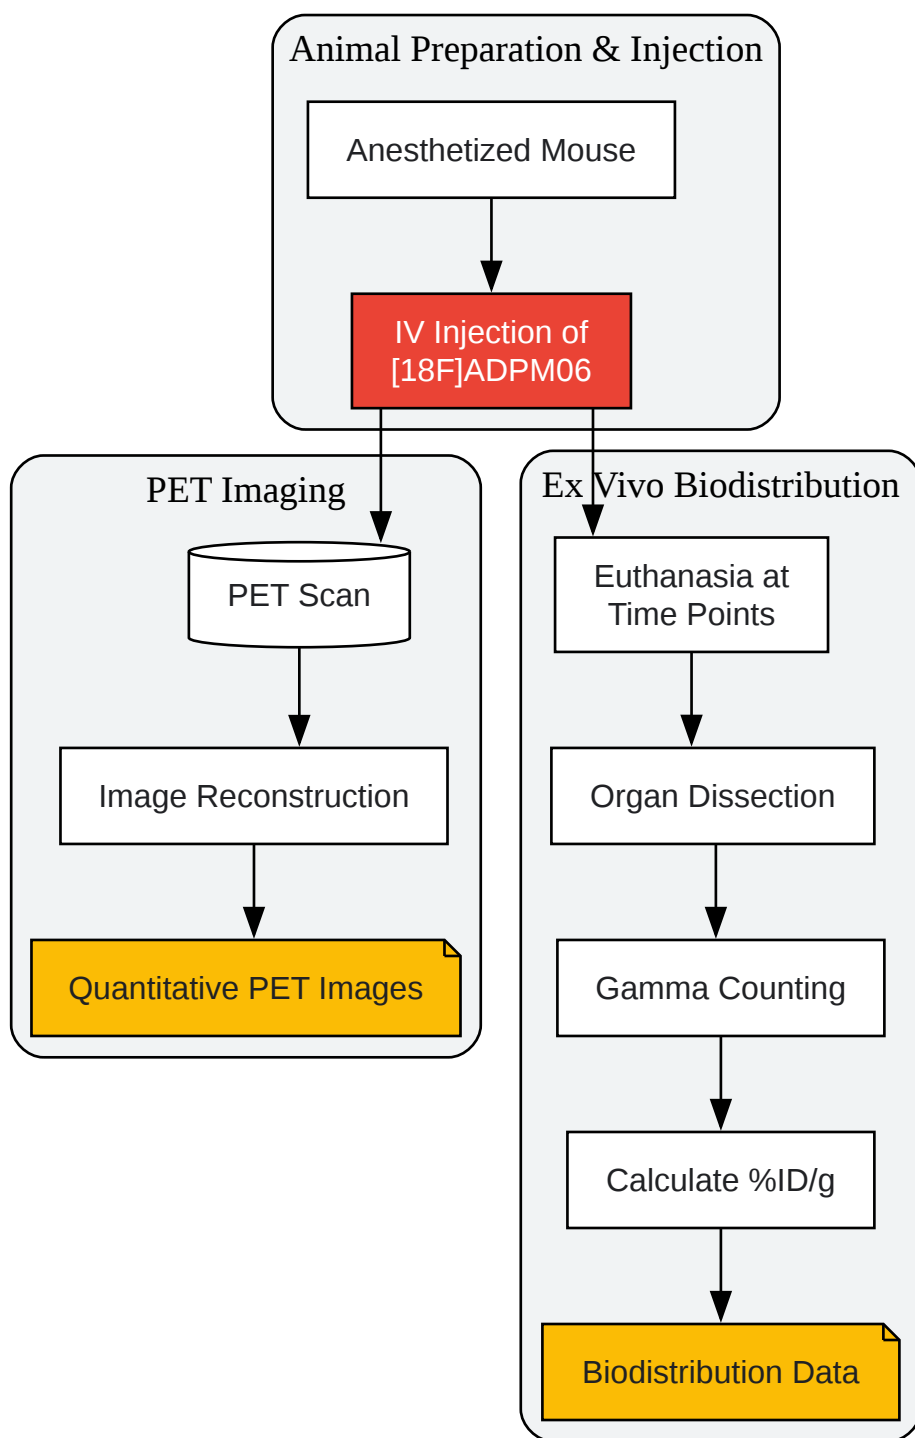 Animal Preparation & Injection
Anesthetized Mouse
IV Injection of
[18F]ADPM06
PET Imaging
PET Scan
Image Reconstruction
Quantitative PET Images
Ex Vivo Biodistribution
Euthanasia at
Time Points
Organ Dissection
Gamma Counting
Calculate %ID/g
Biodistribution Data